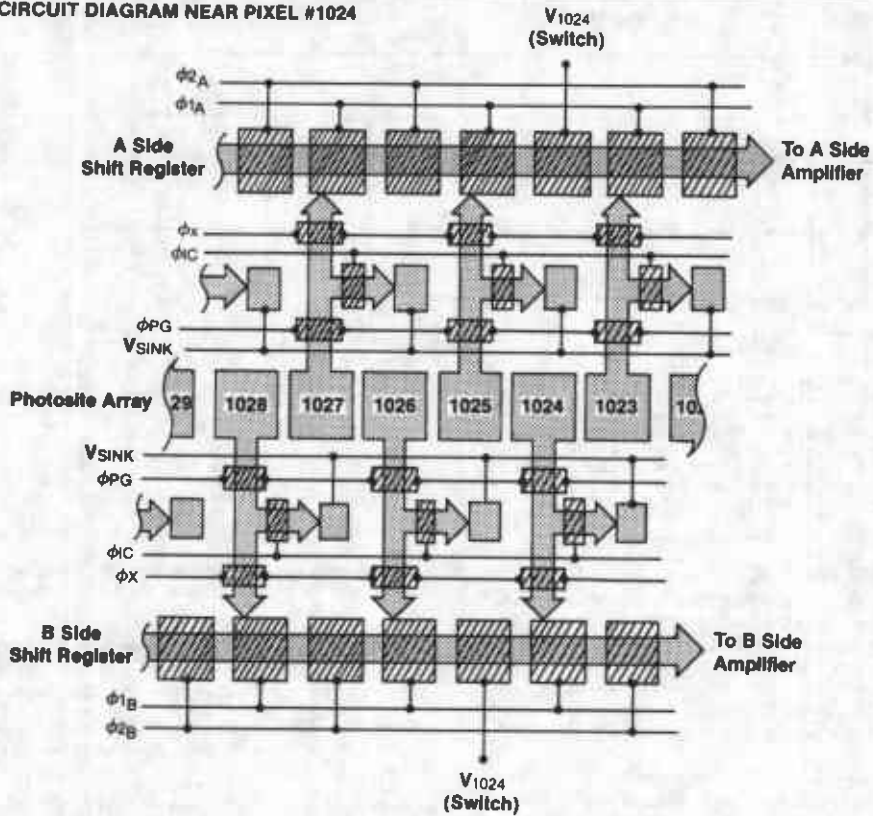 CIRCUIT DIAGRAM NEAR PIXEL #1024
V1024
(Switch)
ϕ2A
ϕ1A
A Side
Shift Register
To A Side
Amplifier
ϕx
ϕIC
ϕPG
VSINK
Photosite Array
29
1028
1027
1026
1025
1024
1023
102
VSINK
ϕPG
ϕIC
ϕX
B Side
Shift Register
To B Side
Amplifier
ϕ1B
ϕ2B
V1024
(Switch)